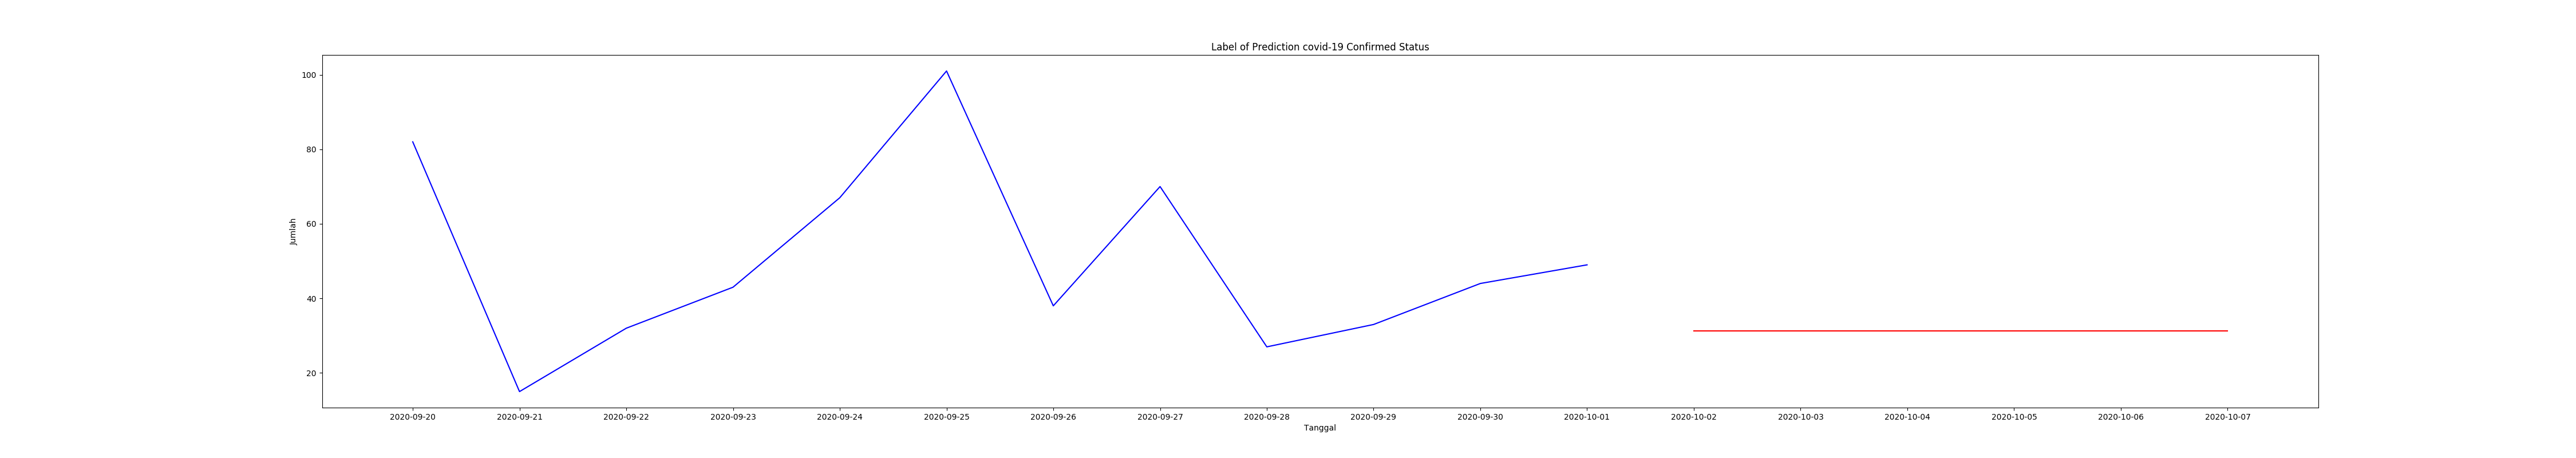 Label of Prediction covid-19 Confirmed Status
100
80
60
40
20
Jumlah
2020-09-20 2020-09-21 2020-09-22 2020-09-23 2020-09-24 2020-09-25 2020-09-26 2020-09-27 2020-09-28 2020-09-29 2020-09-30 2020-10-01 2020-10-02 2020-10-03 2020-10-04 2020-10-05 2020-10-06 2020-10-07
Tanggal